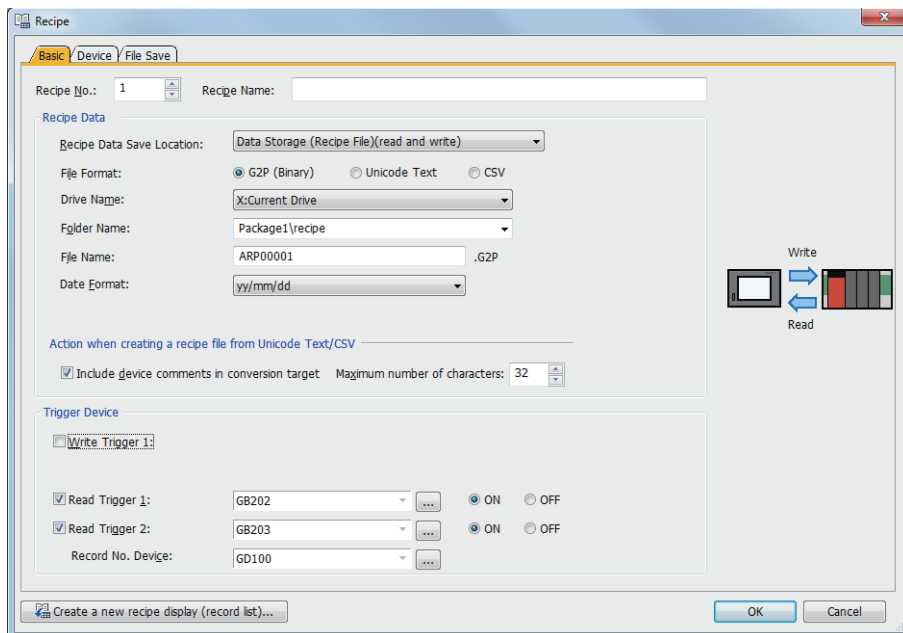 Recipe
Basic Device File Save
Recipe No.: 1 Recipe Name:
Recipe Data
Recipe Data Save Location: Data Storage (Recipe File)(read and write)
File Format: G2P (Binary) Unicode Text CSV
Drive Name: X:Current Drive
Folder Name: Package1\recipe
File Name: ARP00001 .G2P
Date Format: yy/mm/dd
Write
Read
Action when creating a recipe file from Unicode Text/CSV
Include device comments in conversion target Maximum number of characters: 32
Trigger Device
Write Trigger 1:
Read Trigger 1: GB202 ... ON OFF
Read Trigger 2: GB203 ... ON OFF
Record No. Device: GD100 ...
Create a new recipe display (record list)... OK Cancel